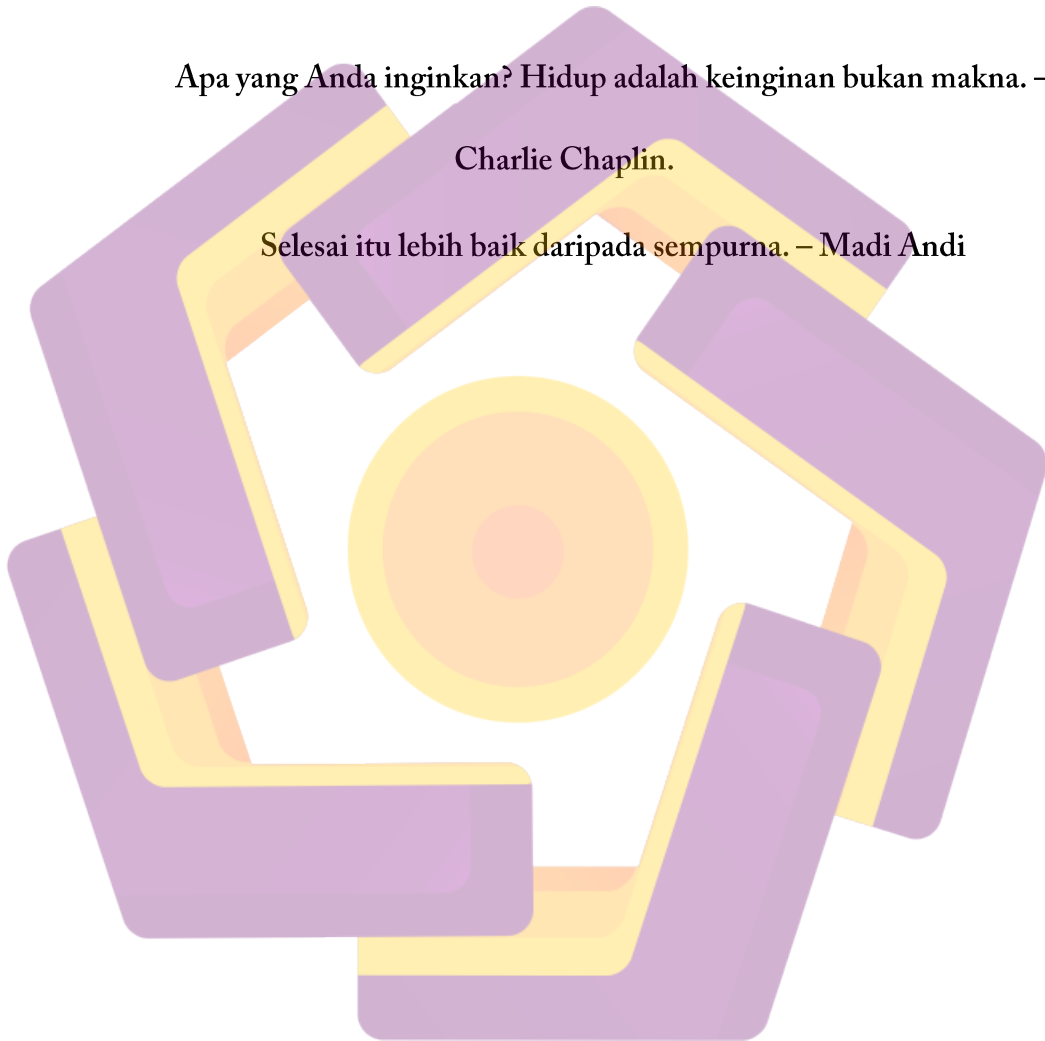 Apa yang Anda inginkan? Hidup adalah keinginan bukan makna. –
Charlie Chaplin.
Selesai itu lebih baik daripada sempurna. – Madi Andi